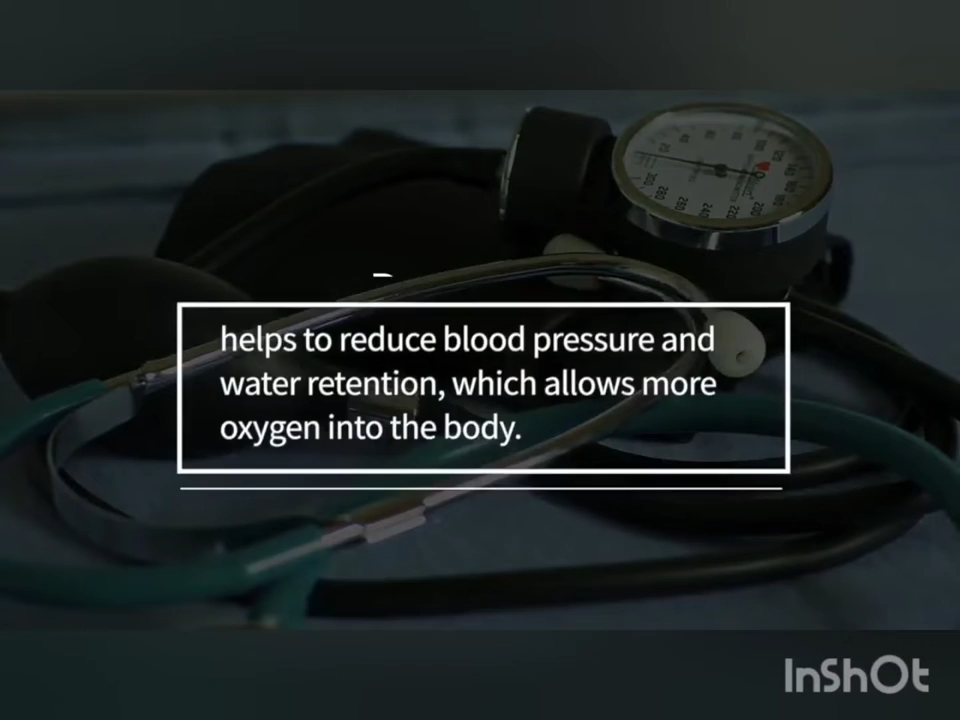 helps to reduce blood pressure and
water retention, which allows more
oxygen into the body.
InShOt